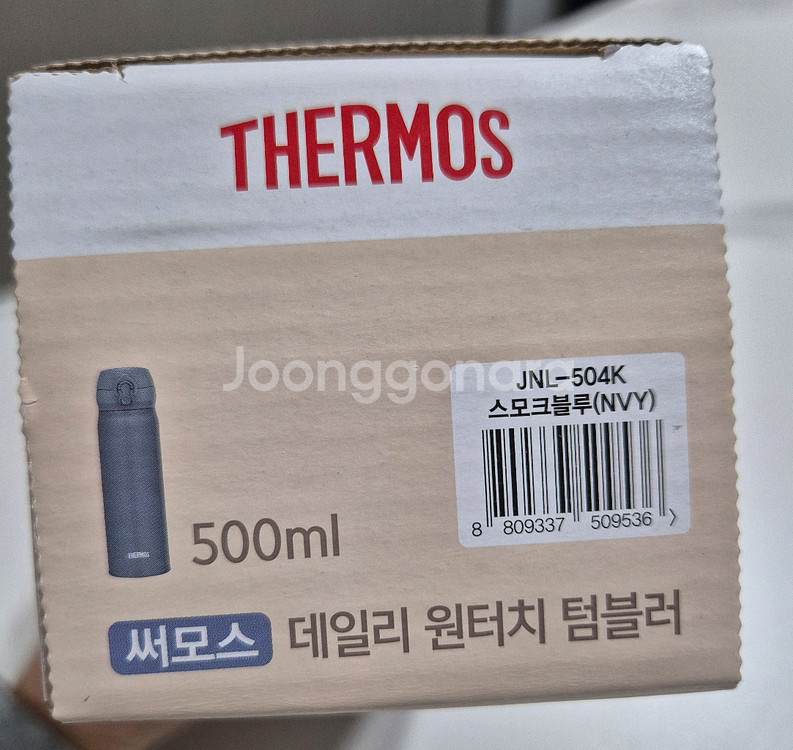 THERMOS
Joonggonara
JNL-504K
스모크블루(NVY)
8 809337 509536 >
THERMOS
500ml
써모스 데일리 원터치 텀블러